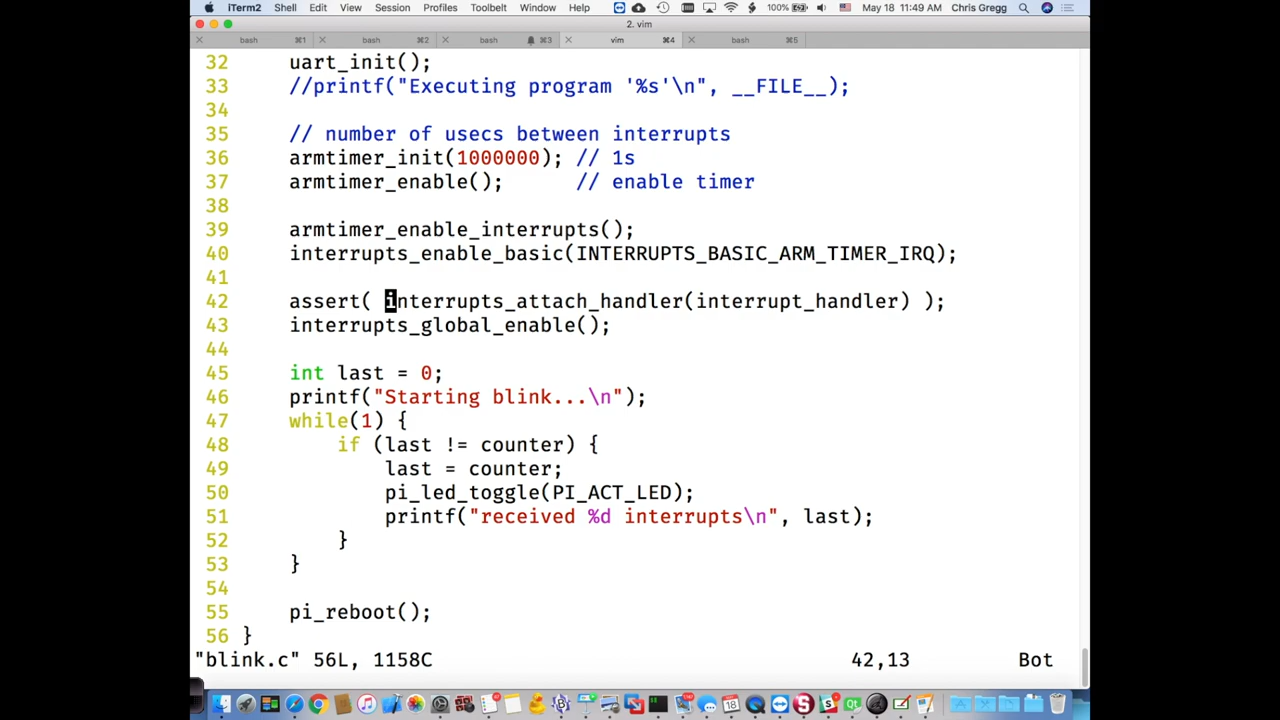 iTerm2 Shell Edit View Session Profiles Toolbelt Window Help 100% May 18 11:49 AM Chris Gregg
2. vim
bash ⌘1 bash ⌘2 bash ⌘3 vim ⌘4 bash ⌘5
32 uart_init();
33 //printf("Executing program '%s'\n", __FILE__);
34
35 // number of usecs between interrupts
36 armtimer_init(1000000); // 1s
37 armtimer_enable(); // enable timer
38
39 armtimer_enable_interrupts();
40 interrupts_enable_basic(INTERRUPTS_BASIC_ARM_TIMER_IRQ);
41
42 assert( interrupts_attach_handler(interrupt_handler) );
43 interrupts_global_enable();
44
45 int last = 0;
46 printf("Starting blink...\n");
47 while(1) {
48 if (last != counter) {
49 last = counter;
50 pi_led_toggle(PI_ACT_LED);
51 printf("received %d interrupts\n", last);
52 }
53 }
54
55 pi_reboot();
56 }
"blink.c" 56L, 1158C 42,13 Bot